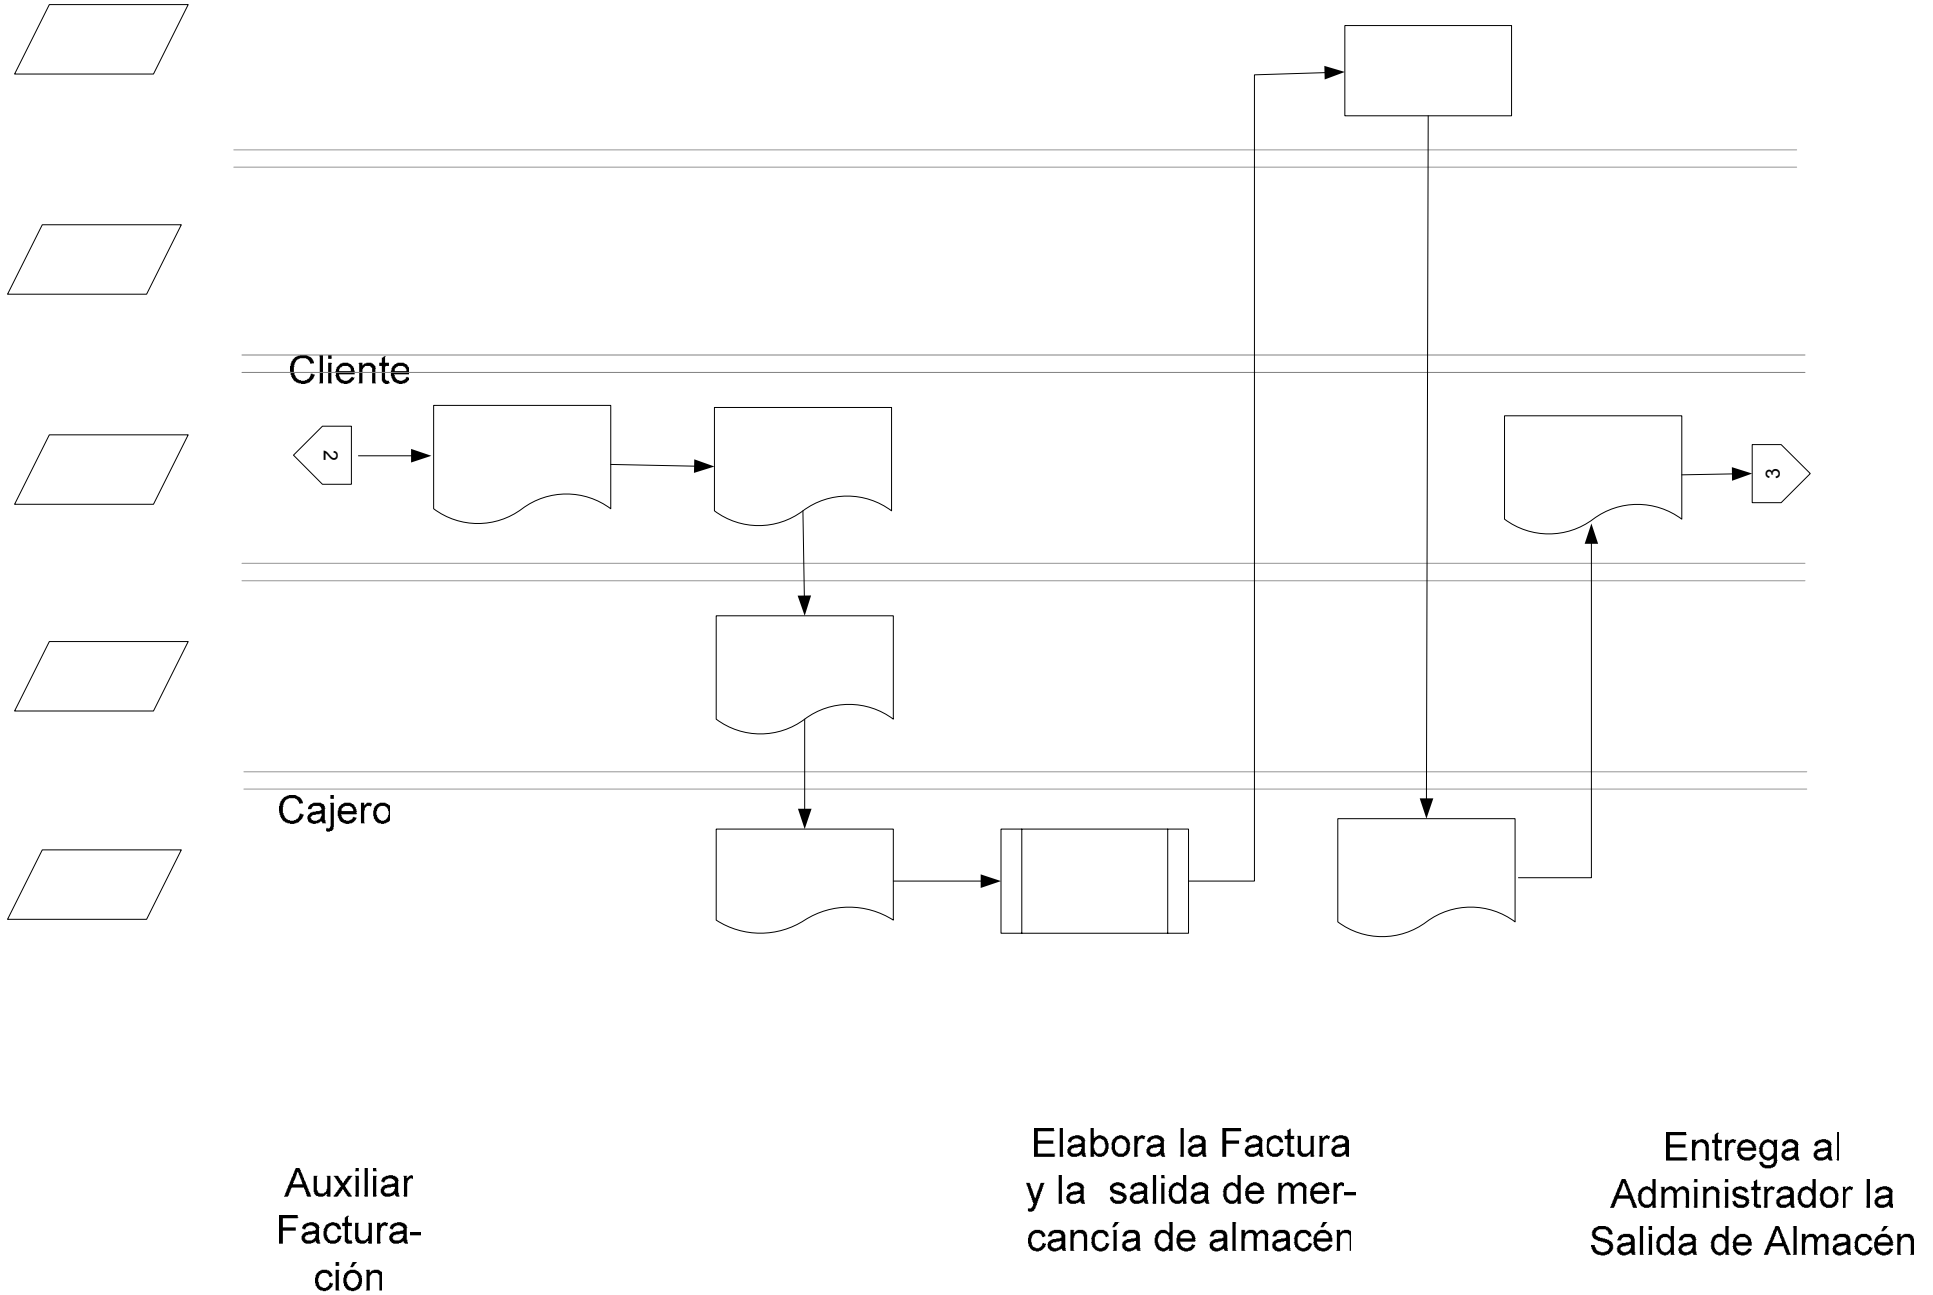 Cliente
2
3
Cajero
Elabora la Factura
y la  salida de mer-
cancía de almacén
Entrega al
Administrador la
Salida de Almacén
Auxiliar
Factura-
ción